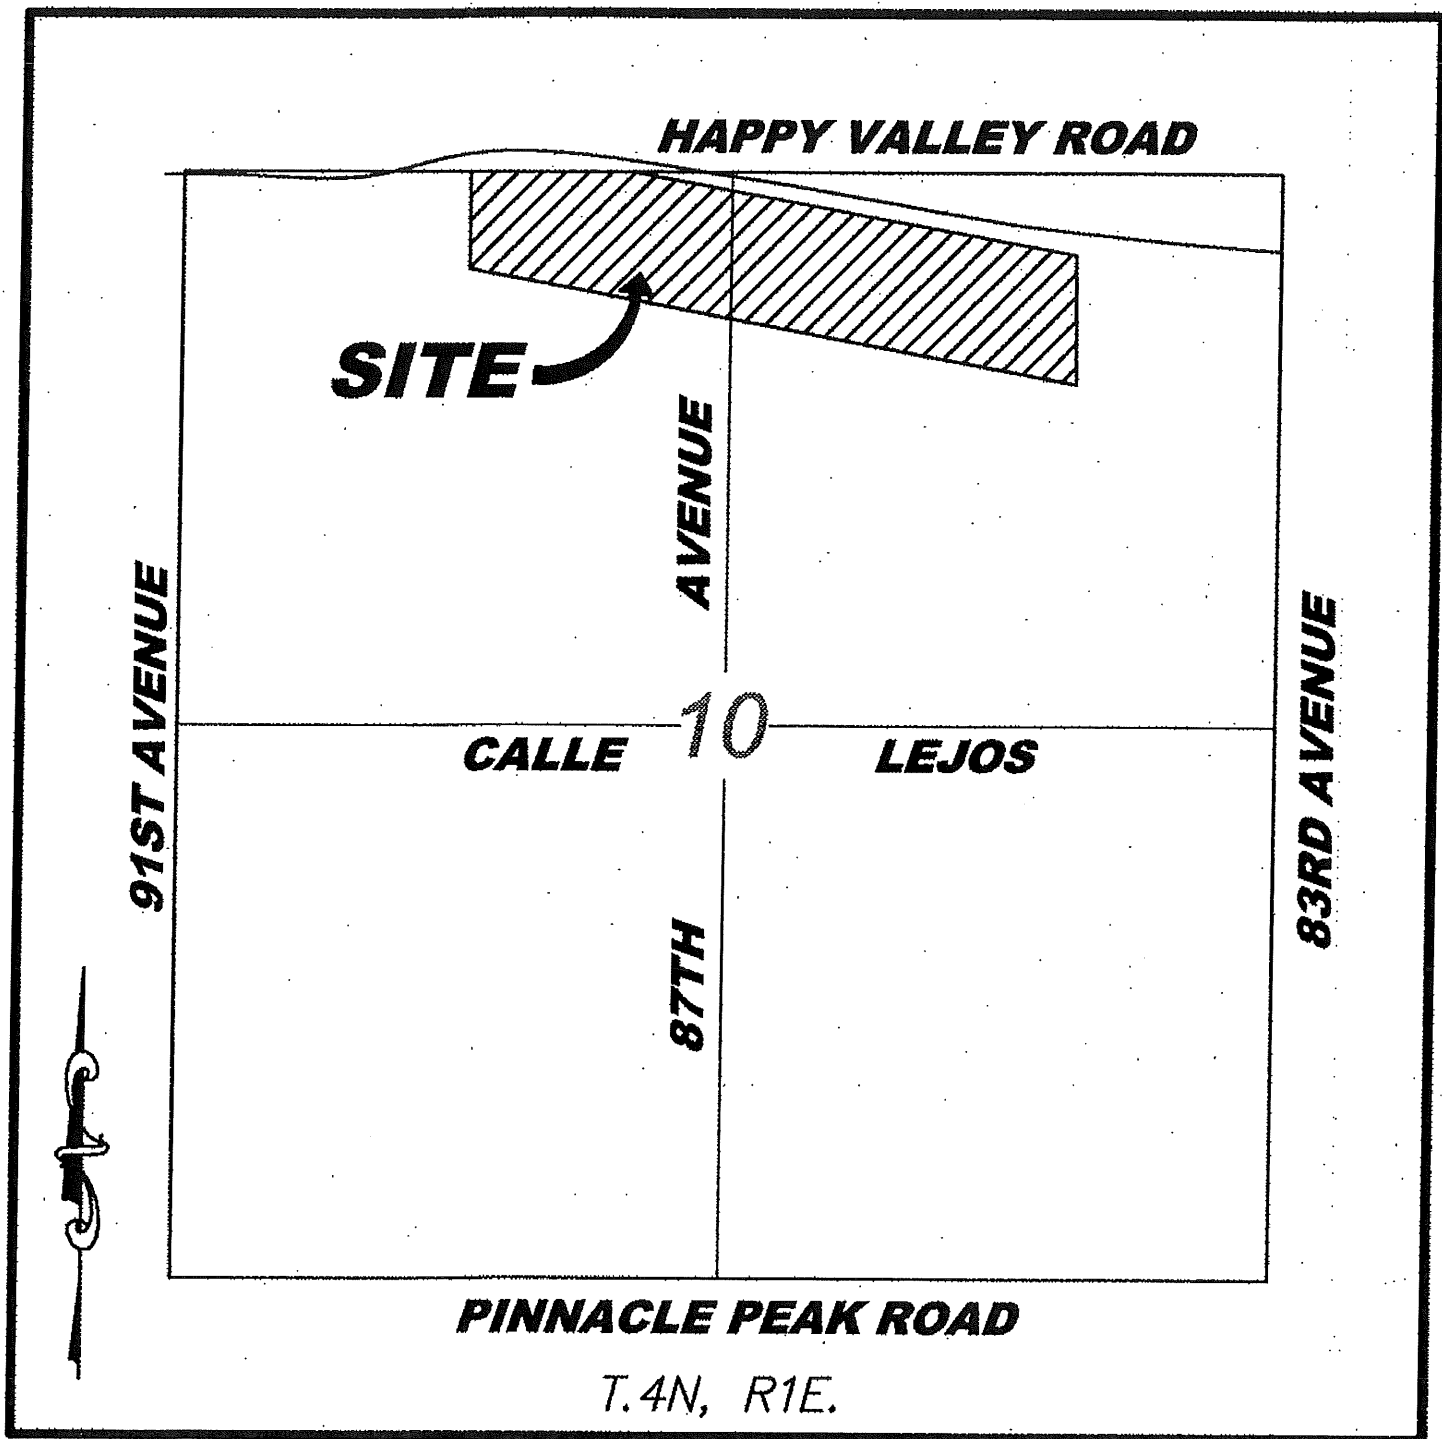 HAPPY VALLEY ROAD
SITE
AVENUE
91ST AVENUE
83RD AVENUE
10
CALLE LEJOS
87TH
PINNACLE PEAK ROAD
T.4N, R1E.